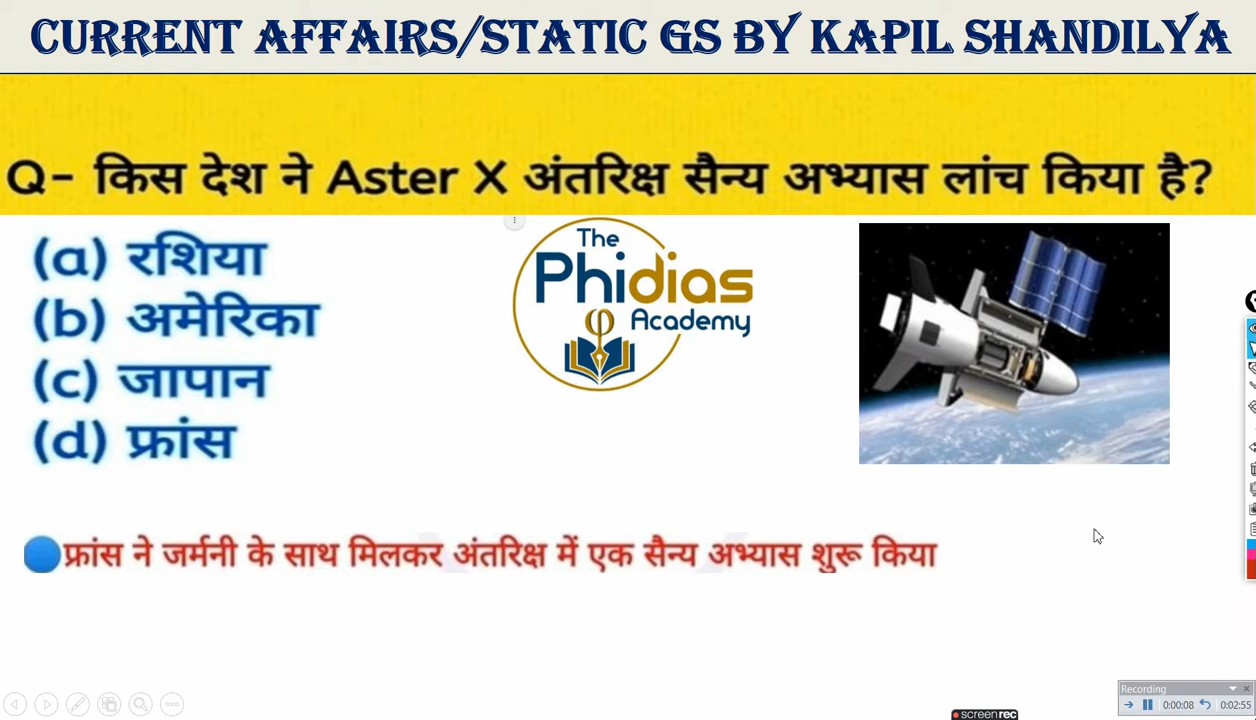 CURRENT AFFAIRS/STATIC GS BY KAPIL SHANDILYA
Q- किस देश ने Aster X अंतरिक्ष सैन्य अभ्यास लांच किया है?
(a) रशिया
(b) अमेरिका
(c) जापान
(d) फ्रांस
The
Phidias
Academy
फ्रांस ने जर्मनी के साथ मिलकर अंतरिक्ष में एक सैन्य अभ्यास शुरू किया
Recording
0:00:08 0:02:55
screenrec